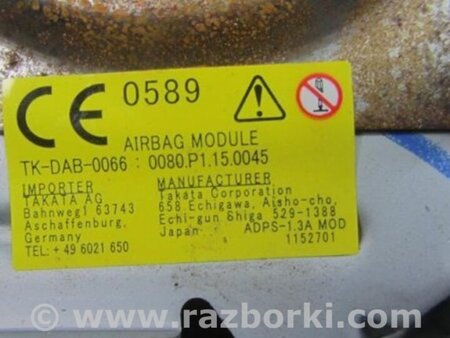 CE 0589
AIRBAG MODULE
TK-DAB-0066 : 0080.P1.15.0045
IMPORTER
TAKATA AG
Bahnweg1 63743
Aschaffenburg,
Germany
TEL: + 49 6021 650
MANUFACTURER
Takata Corporation
658 Echigawa, Aisho-cho,
Echi-gun Shiga 529-1388
Japan
ADPS-1.3A MOD
1152701
© www.razborki.com